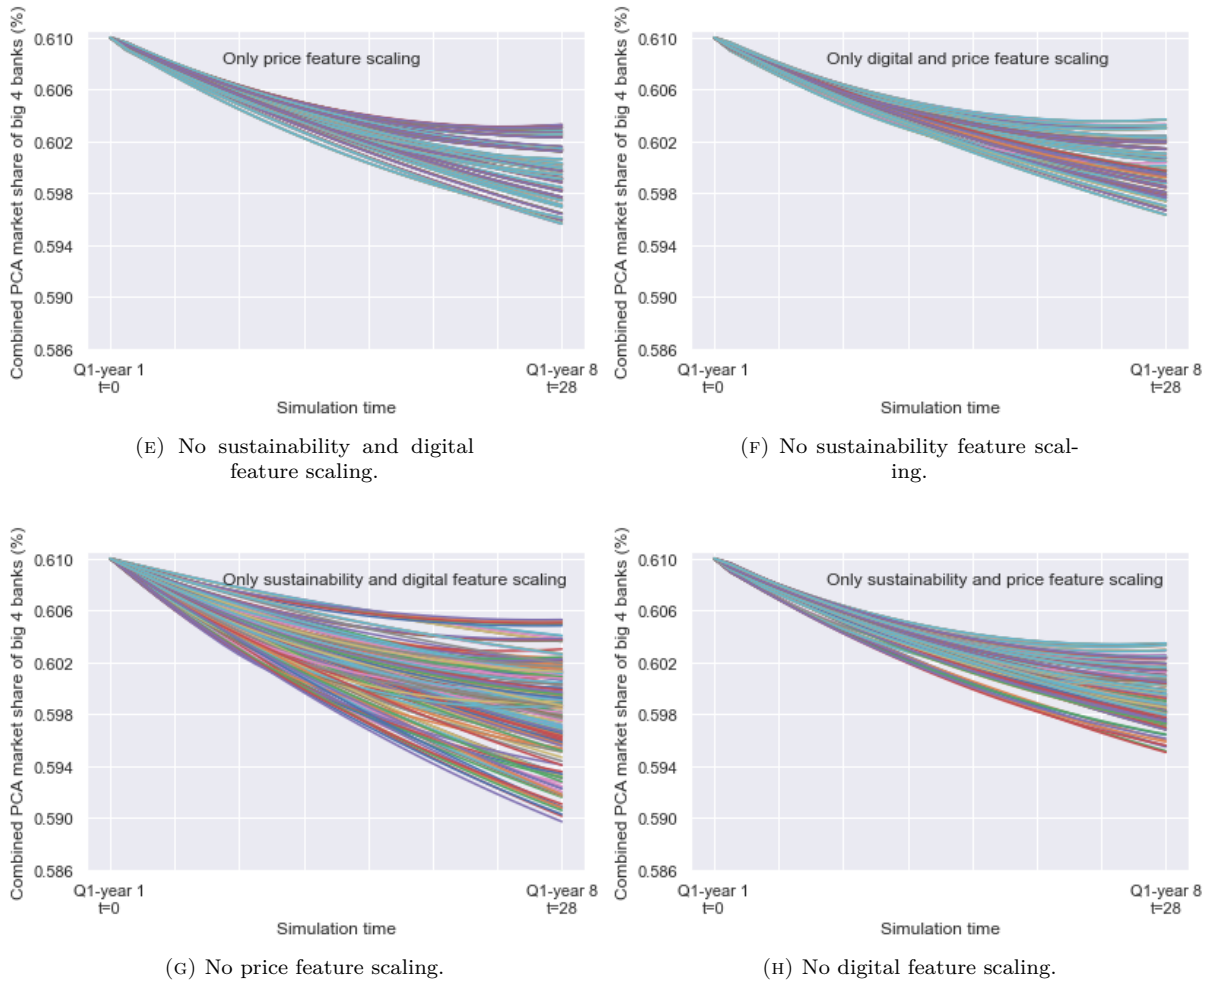 Combined PCA market share of big 4 banks (%)
0.610
0.606
0.602
0.598
0.594
0.590
0.586
Only price feature scaling
Q1-year 1
t=0
Q1-year 8
t=28
Simulation time
(E) No sustainability and digital
feature scaling.
Combined PCA market share of big 4 banks (%)
0.610
0.606
0.602
0.598
0.594
0.590
0.586
Only digital and price feature scaling
Q1-year 1
t=0
Q1-year 8
t=28
Simulation time
(F) No sustainability feature scal-
ing.
Combined PCA market share of big 4 banks (%)
0.610
0.606
0.602
0.598
0.594
0.590
0.586
Only sustainability and digital feature scaling
Q1-year 1
t=0
Q1-year 8
t=28
Simulation time
(G) No price feature scaling.
Combined PCA market share of big 4 banks (%)
0.610
0.606
0.602
0.598
0.594
0.590
0.586
Only sustainability and price feature scaling
Q1-year 1
t=0
Q1-year 8
t=28
Simulation time
(H) No digital feature scaling.